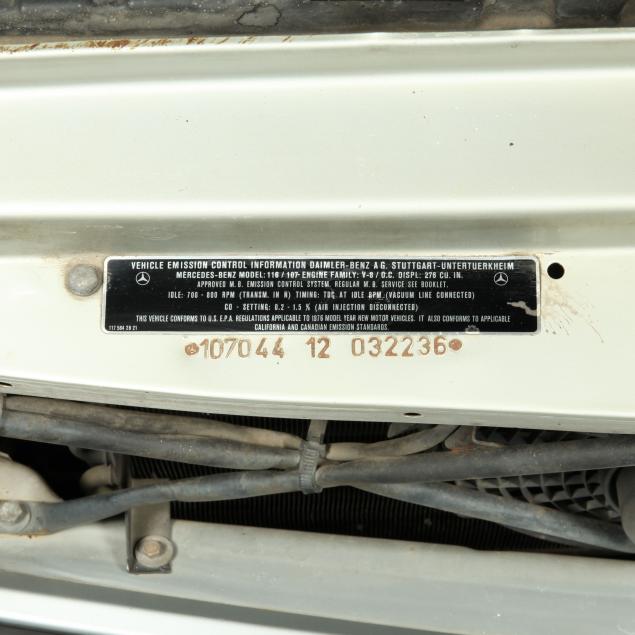 VEHICLE EMISSION CONTROL INFORMATION DAIMLER-BENZ A G. STUTTGART-UNTERTUERKHEIM
MERCEDES-BENZ MODEL: 116 / 107- ENGINE FAMILY: V-8 / O.C. DISPL: 276 CU. IN.
APPROVED M.B. EMISSION CONTROL SYSTEM. REGULAR M.B. SERVICE SEE BOOKLET.
IDLE: 700 - 800 RPM (TRANSM. IN N) TIMING: TDC AT IDLE RPM (VACUUM LINE CONNECTED)
CO - SETTING: 0.2 - 1.5 % (AIR INJECTION DISCONNECTED)
THIS VEHICLE CONFORMS TO U.S. E.P.A. REGULATIONS APPLICABLE TO 1976 MODEL YEAR NEW MOTOR VEHICLES. IT ALSO CONFORMS TO APPLICABLE
CALIFORNIA AND CANADIAN EMISSION STANDARDS.
117 584 28 21
107044 12 032236